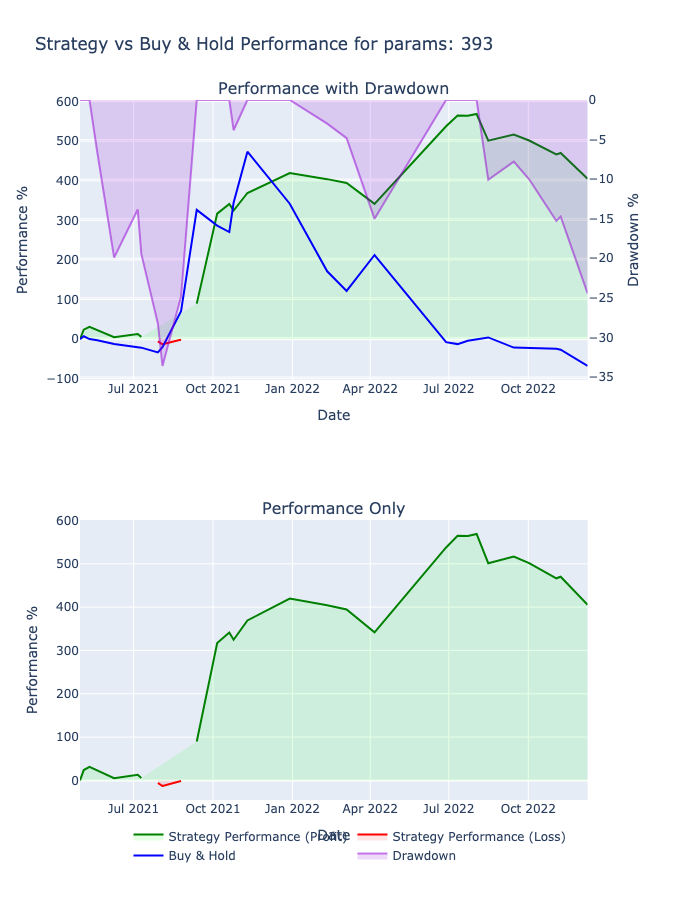 Strategy vs Buy & Hold Performance for params: 393
Performance with Drawdown
600
500
400
300
200
100
0
−100
Performance %
0
−5
−10
−15
−20
−25
−30
−35
Drawdown %
Jul 2021 Oct 2021 Jan 2022 Apr 2022 Jul 2022 Oct 2022
Date
Performance Only
600
500
400
300
200
100
0
Performance %
Jul 2021 Oct 2021 Jan 2022 Apr 2022 Jul 2022 Oct 2022
Date
Strategy Performance (Profit) Strategy Performance (Loss)
Buy & Hold Drawdown